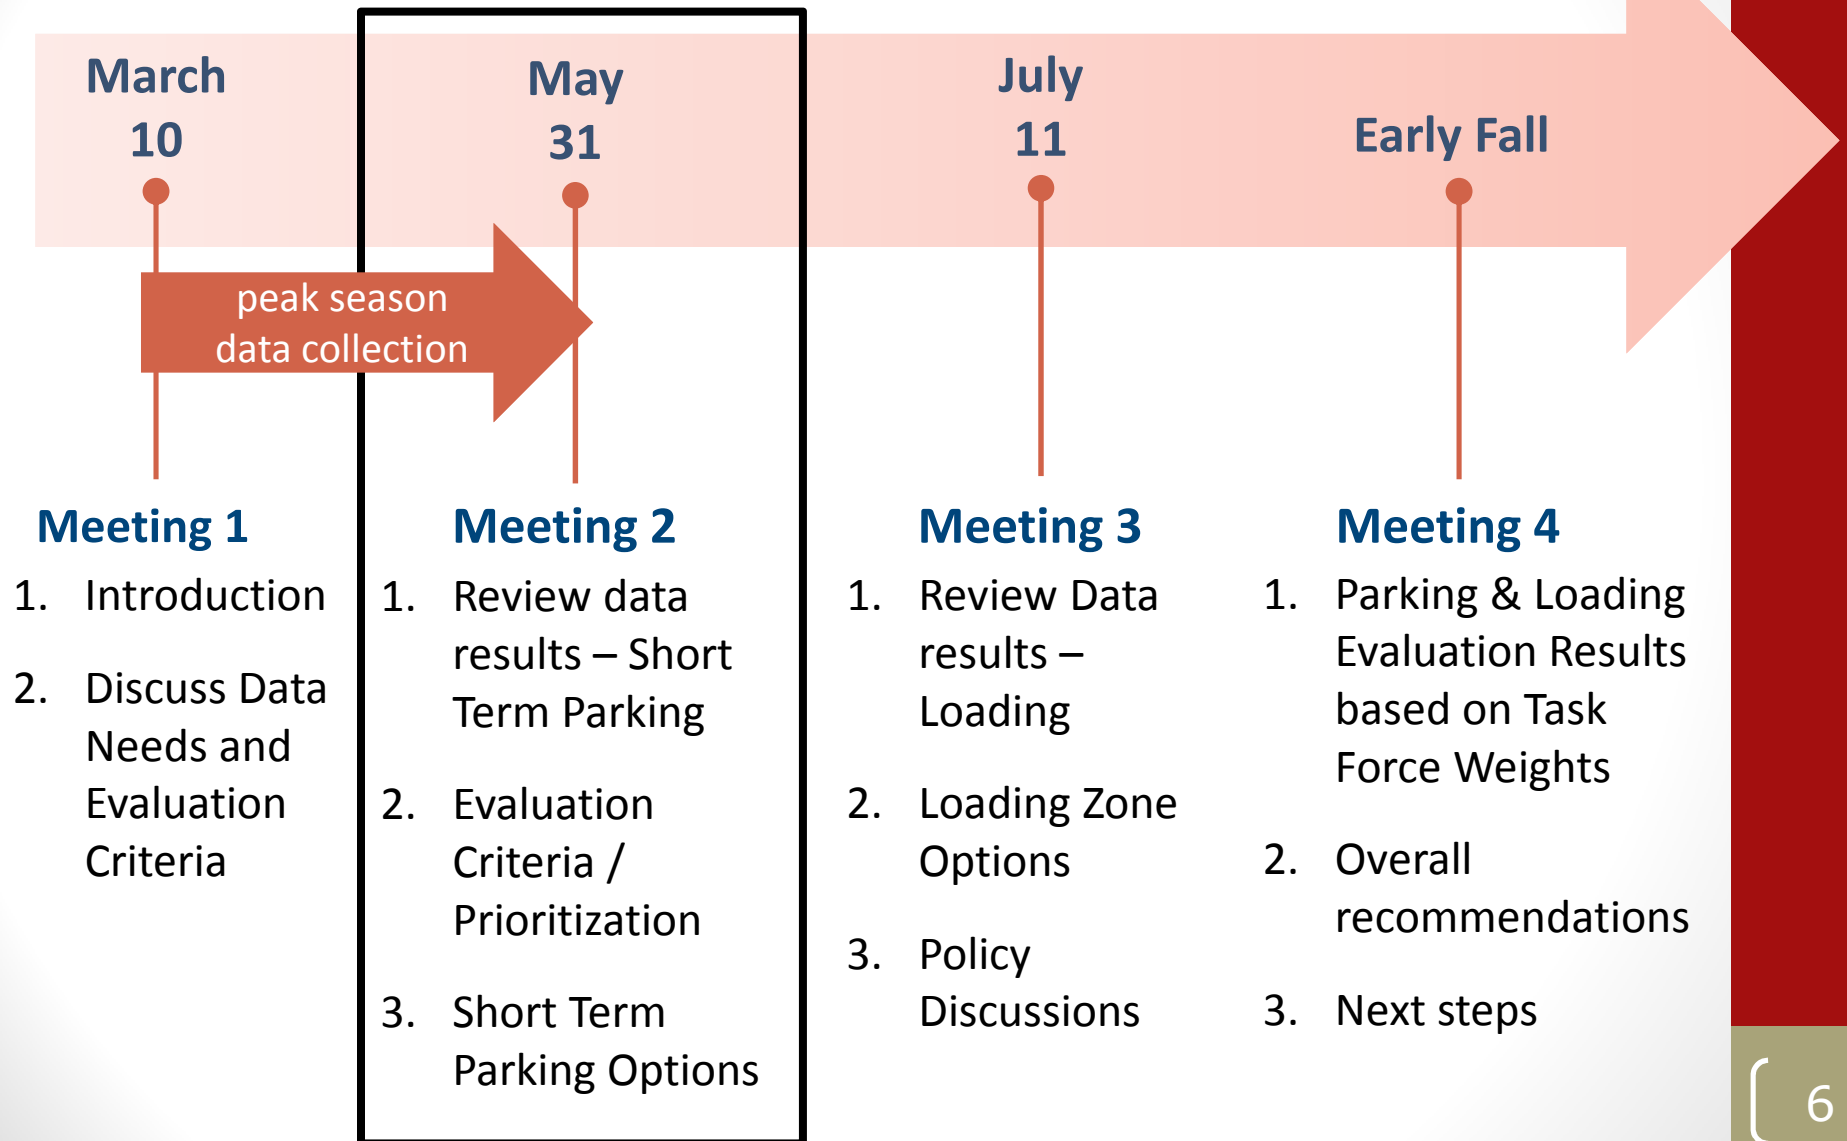 March
10
May
31
July
11
Early Fall
peak season
data collection
Meeting 1
1. Introduction
2. Discuss Data
Needs and
Evaluation
Criteria
Meeting 2
1. Review data
results – Short
Term Parking
2. Evaluation
Criteria /
Prioritization
3. Short Term
Parking Options
Meeting 3
1. Review Data
results –
Loading
2. Loading Zone
Options
3. Policy
Discussions
Meeting 4
1. Parking & Loading
Evaluation Results
based on Task
Force Weights
2. Overall
recommendations
3. Next steps
6